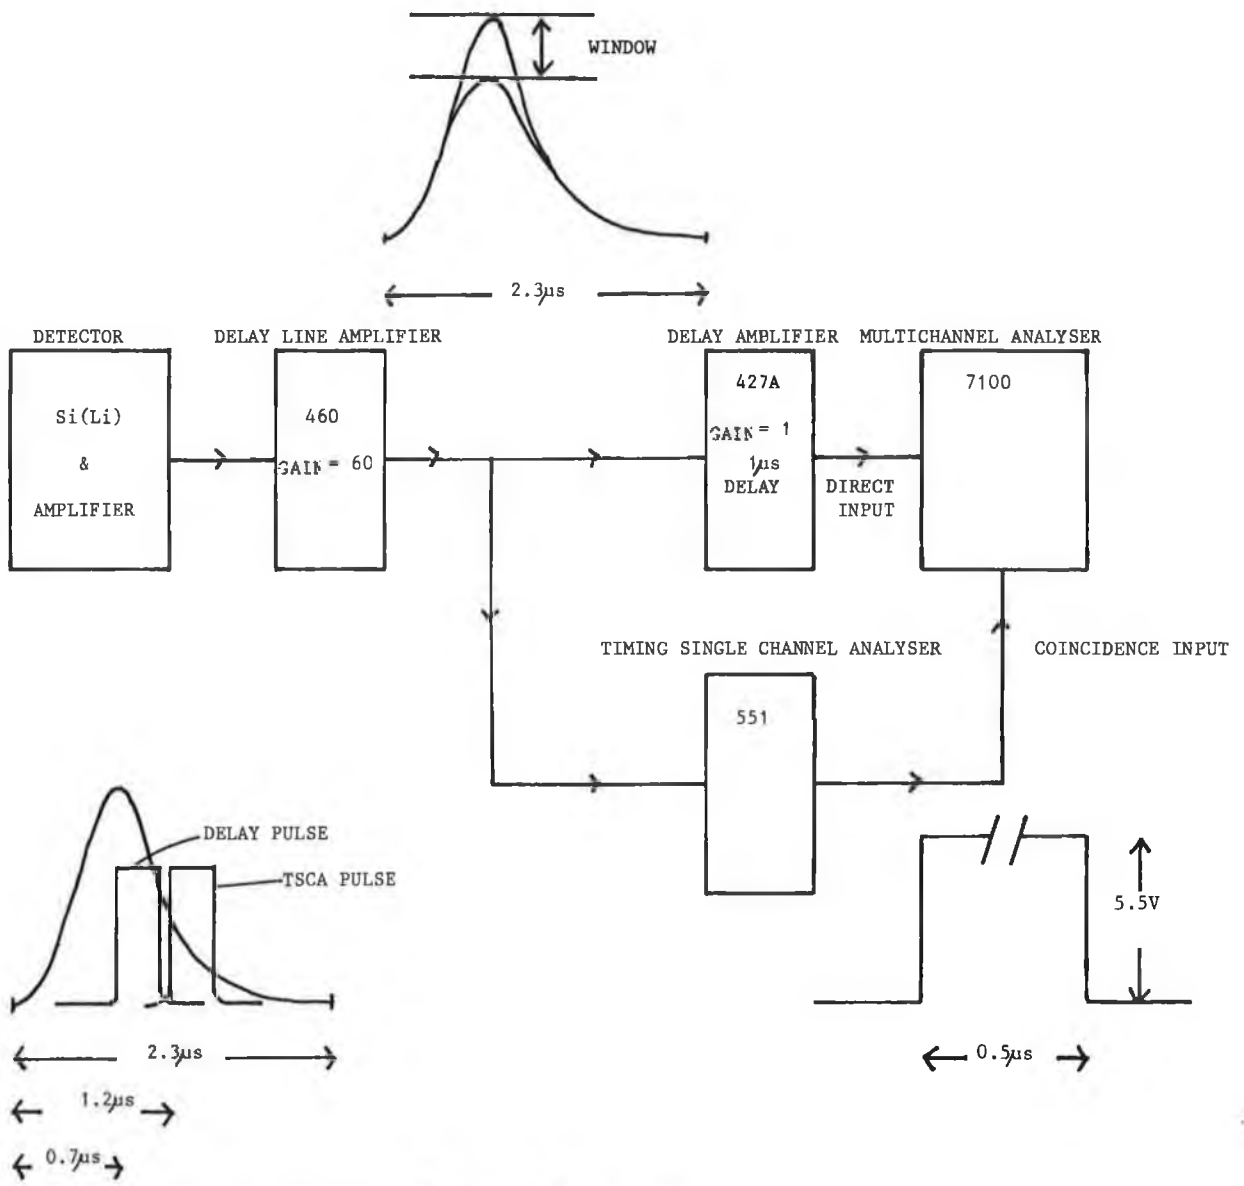 WINDOW
2.3μs
DETECTOR
DELAY LINE AMPLIFIER
DELAY AMPLIFIER
MULTICHANNEL ANALYSER
Si(Li)
&
AMPLIFIER
460
GAIN = 60
427A
GAIN = 1
1μs
DELAY
7100
DIRECT
INPUT
TIMING SINGLE CHANNEL ANALYSER
COINCIDENCE INPUT
551
DELAY PULSE
TSCA PULSE
5.5V
2.3μs
0.5μs
1.2μs
0.7μs